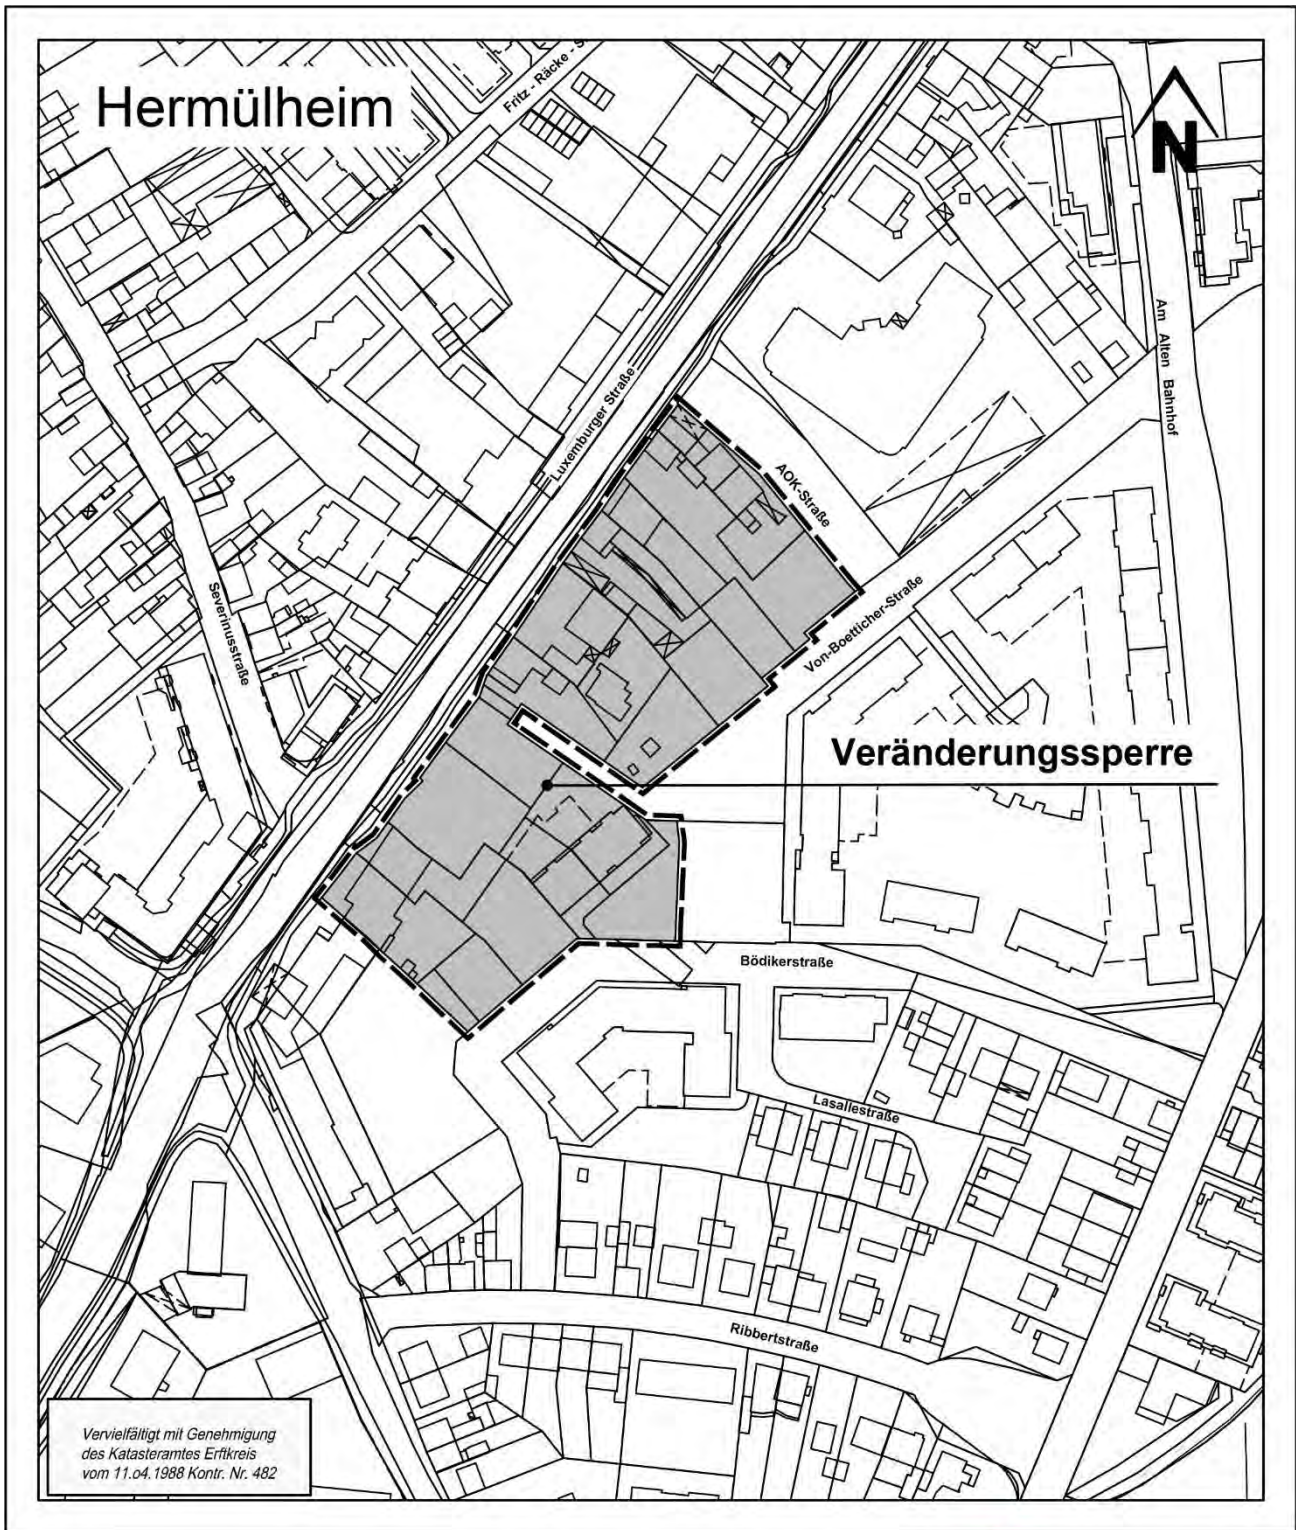 Hermülheim
Fritz - Räcke - S
N
Am Alten Bahnhof
Luxemburger Straße
AOK-Straße
Severinusstraße
Von-Boetticher-Straße
Veränderungssperre
Bödikerstraße
Lasallestraße
Ribbertstraße
Vervielfältigt mit Genehmigung
des Katasteramtes Erftkreis
vom 11.o4.1988 Kontr. Nr. 482